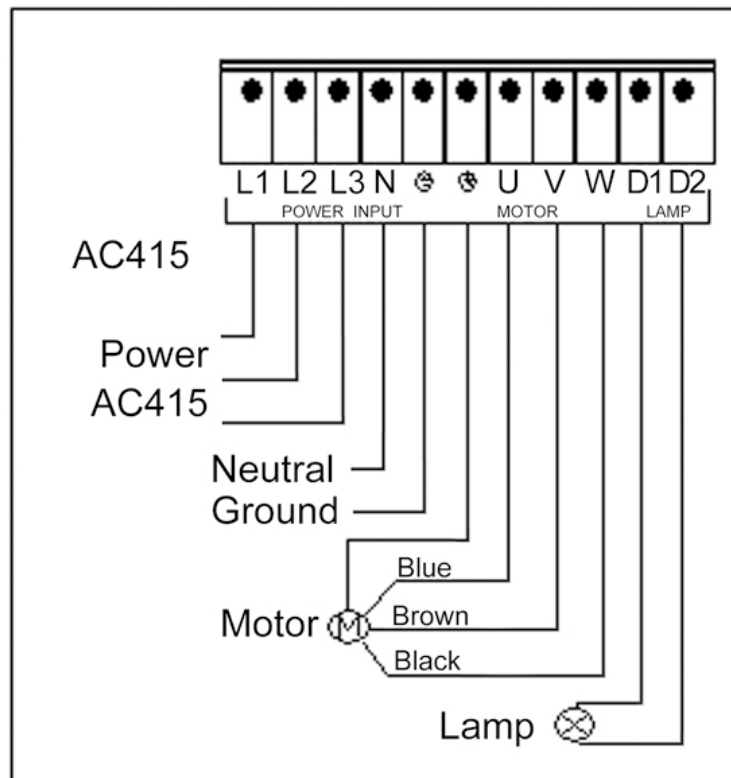 L1 L2 L3 N U V W D1 D2
POWER INPUT MOTOR LAMP
AC415
Power
AC415
Neutral
Ground
Blue
Motor M Brown
Black
Lamp